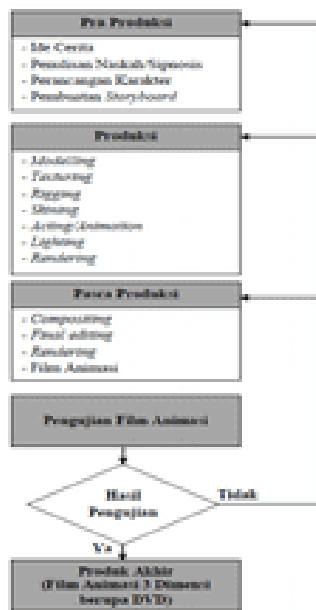 Pra Produksi
- Ide Cerita
- Penulisan Naskah/Sipnosis
- Perancangan Karakter
- Pembuatan Storyboard
Produksi
- Modelling
- Texturing
- Rigging
- Skining
- Acting/Animation
- Lighting
- Rendering
Pasca Produksi
- Compositing
- Final editing
- Rendering
- Film Animasi
Pengujian Film Animasi
Hasil
Pengujian
Tidak
Ya
Produk Akhir
(Film Animasi 3 Dimensi
berupa DVD)